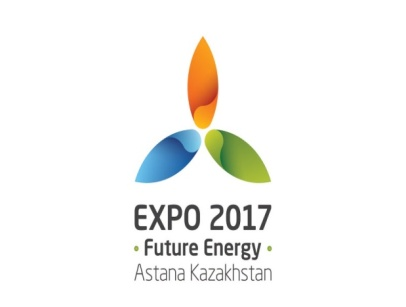 EXPO 2017
• Future Energy •
Astana Kazakhstan